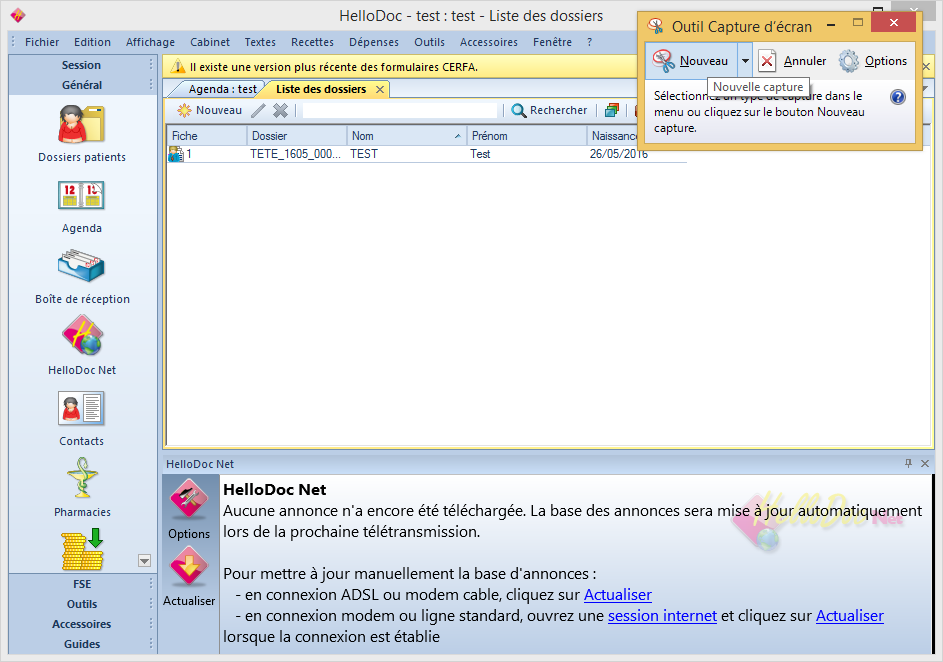 HelloDoc - test : test - Liste des dossiers
Fichier Edition Affichage Cabinet Textes Recettes Dépenses Outils Accessoires Fenêtre ?
Session
Général
Dossiers patients
12
Agenda
Boîte de réception
HelloDoc Net
Contacts
Pharmacies
FSE
Outils
Accessoires
Guides
Il existe une version plus récente des formulaires CERFA.
Agenda : test Liste des dossiers
Nouveau Rechercher
Fiche Dossier Nom Prénom Naissance
1 TETE_1605_000... TEST Test 26/05/2016
Outil Capture d'écran
Nouveau Annuler Options
Nouvelle capture
Sélectionnez un type de capture dans le
menu ou cliquez sur le bouton Nouveau
capture.
HelloDoc Net
Options
Actualiser
HelloDoc Net
HelloDoc Net
Aucune annonce n'a encore été téléchargée. La base des annonces sera mise à jour automatiquement
lors de la prochaine télétransmission.
Pour mettre à jour manuellement la base d'annonces :
- en connexion ADSL ou modem cable, cliquez sur Actualiser
- en connexion modem ou ligne standard, ouvrez une session internet et cliquez sur Actualiser
lorsque la connexion est établie